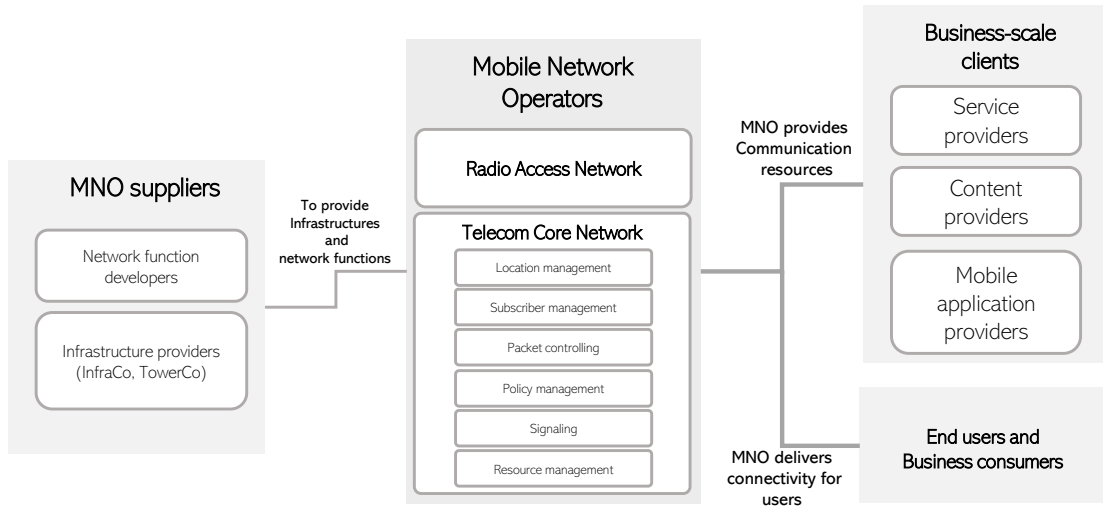 MNO suppliers
Network function
developers
Infrastructure providers
(InfraCo, TowerCo)
To provide
Infrastructures
and
network functions
Mobile Network
Operators
Radio Access Network
Telecom Core Network
Location management
Subscriber management
Packet controlling
Policy management
Signaling
Resource management
MNO provides
Communication
resources
MNO delivers
connectivity for
users
Business-scale
clients
Service
providers
Content
providers
Mobile
application
providers
End users and
Business consumers